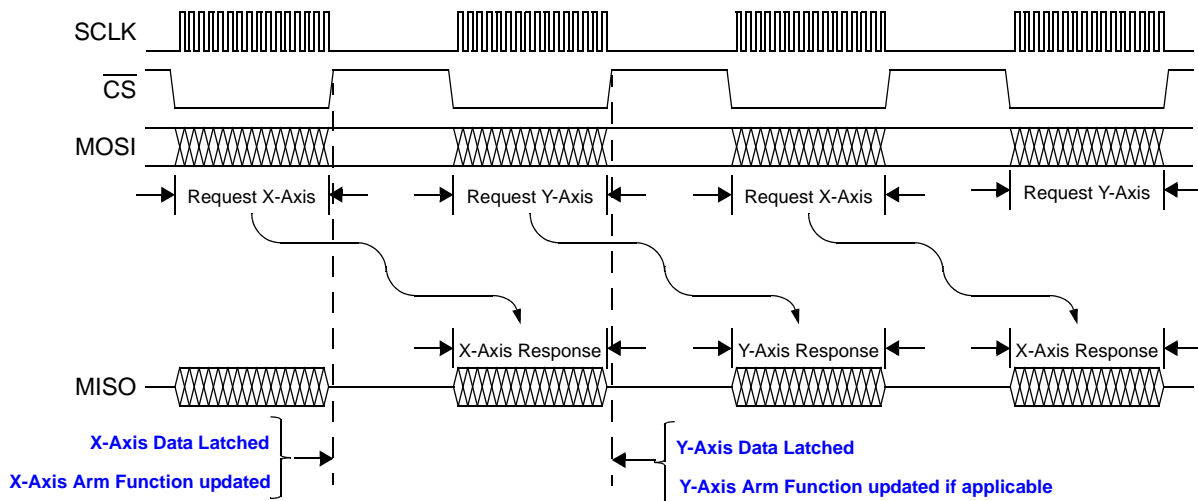 SCLK
CS
MOSI
Request X-Axis
Request Y-Axis
Request X-Axis
Request Y-Axis
X-Axis Response
Y-Axis Response
X-Axis Response
MISO
X-Axis Data Latched
X-Axis Arm Function updated
Y-Axis Data Latched
Y-Axis Arm Function updated if applicable